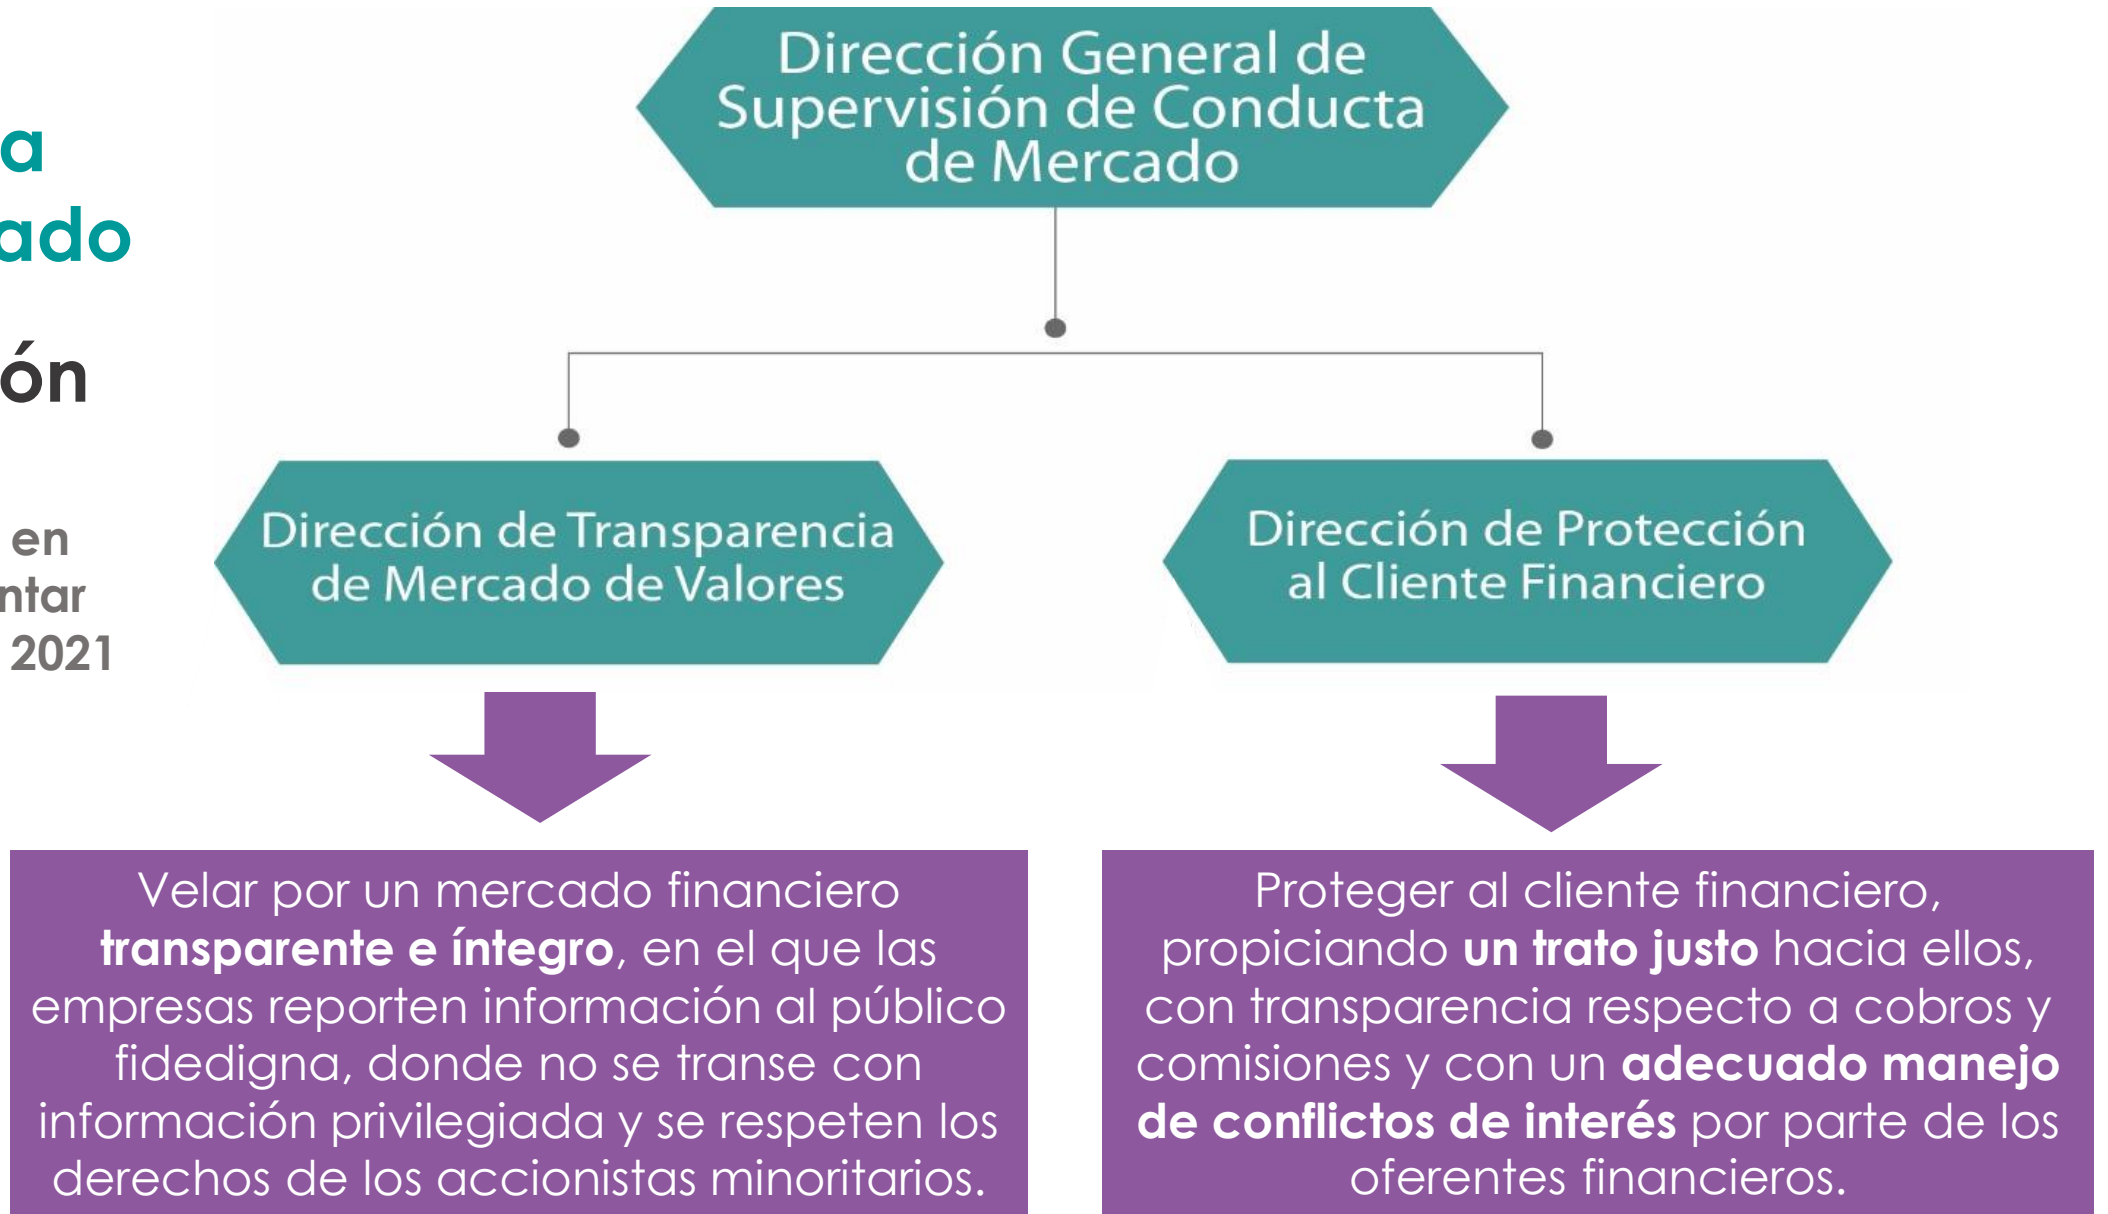 Dirección General de
Supervisión de Conducta
de Mercado
a
ado
ón
en
ntar
2021
Dirección de Transparencia
de Mercado de Valores
Dirección de Protección
al Cliente Financiero
Velar por un mercado financiero
transparente e íntegro, en el que las
empresas reporten información al público
fidedigna, donde no se transe con
información privilegiada y se respeten los
derechos de los accionistas minoritarios.
Proteger al cliente financiero,
propiciando un trato justo hacia ellos,
con transparencia respecto a cobros y
comisiones y con un adecuado manejo
de conflictos de interés por parte de los
oferentes financieros.